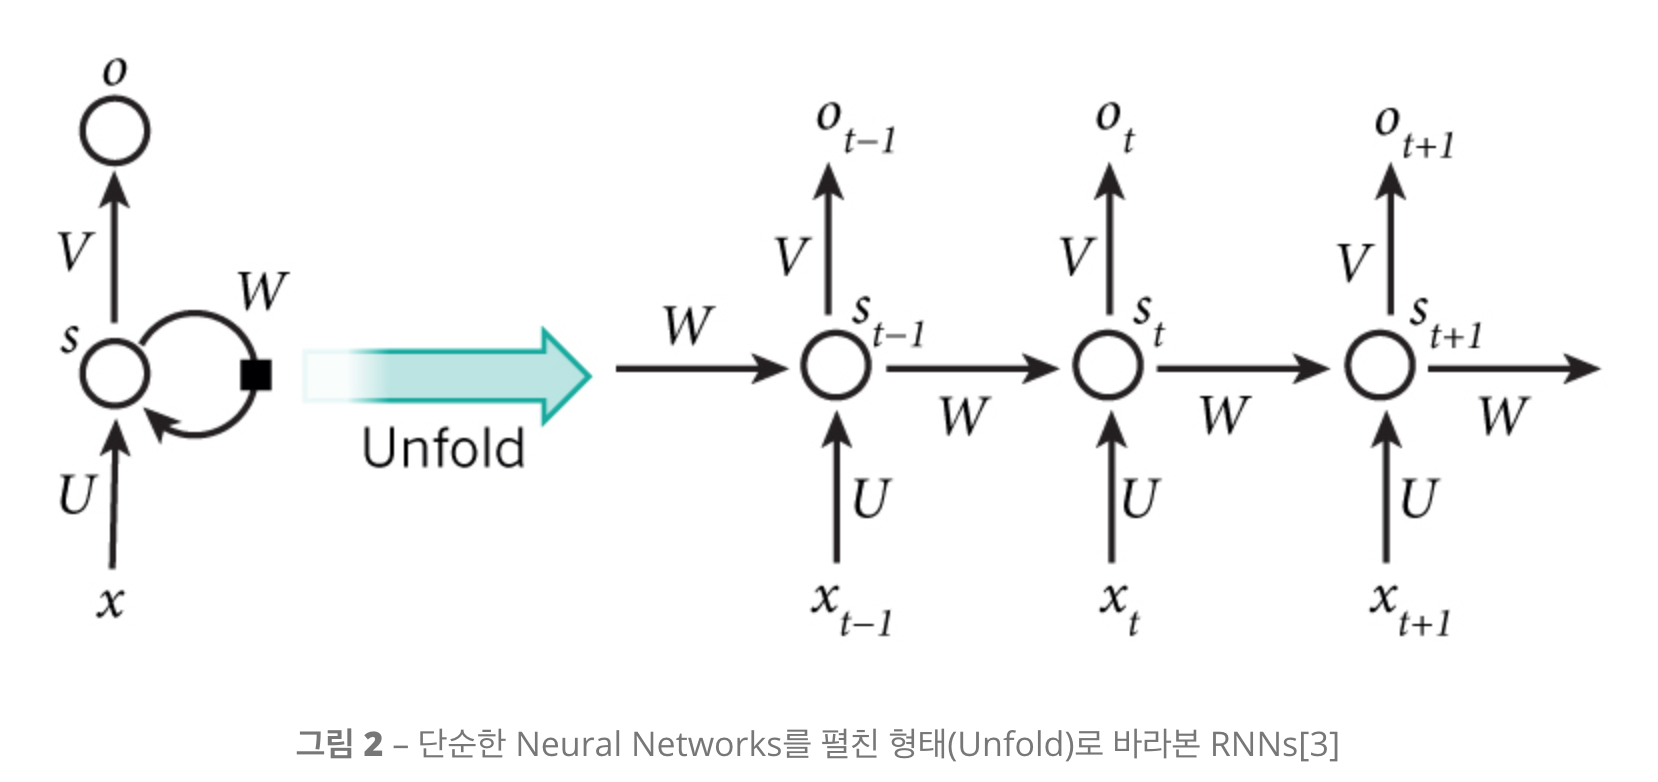 o
V
W
s
U
x
Unfold
o t−1 o t o t+1
V V V
W s t−1 s t s t+1
W W W
U U U
x t−1 x t x t+1
그림 2 – 단순한 Neural Networks를 펼친 형태(Unfold)로 바라본 RNNs[3]